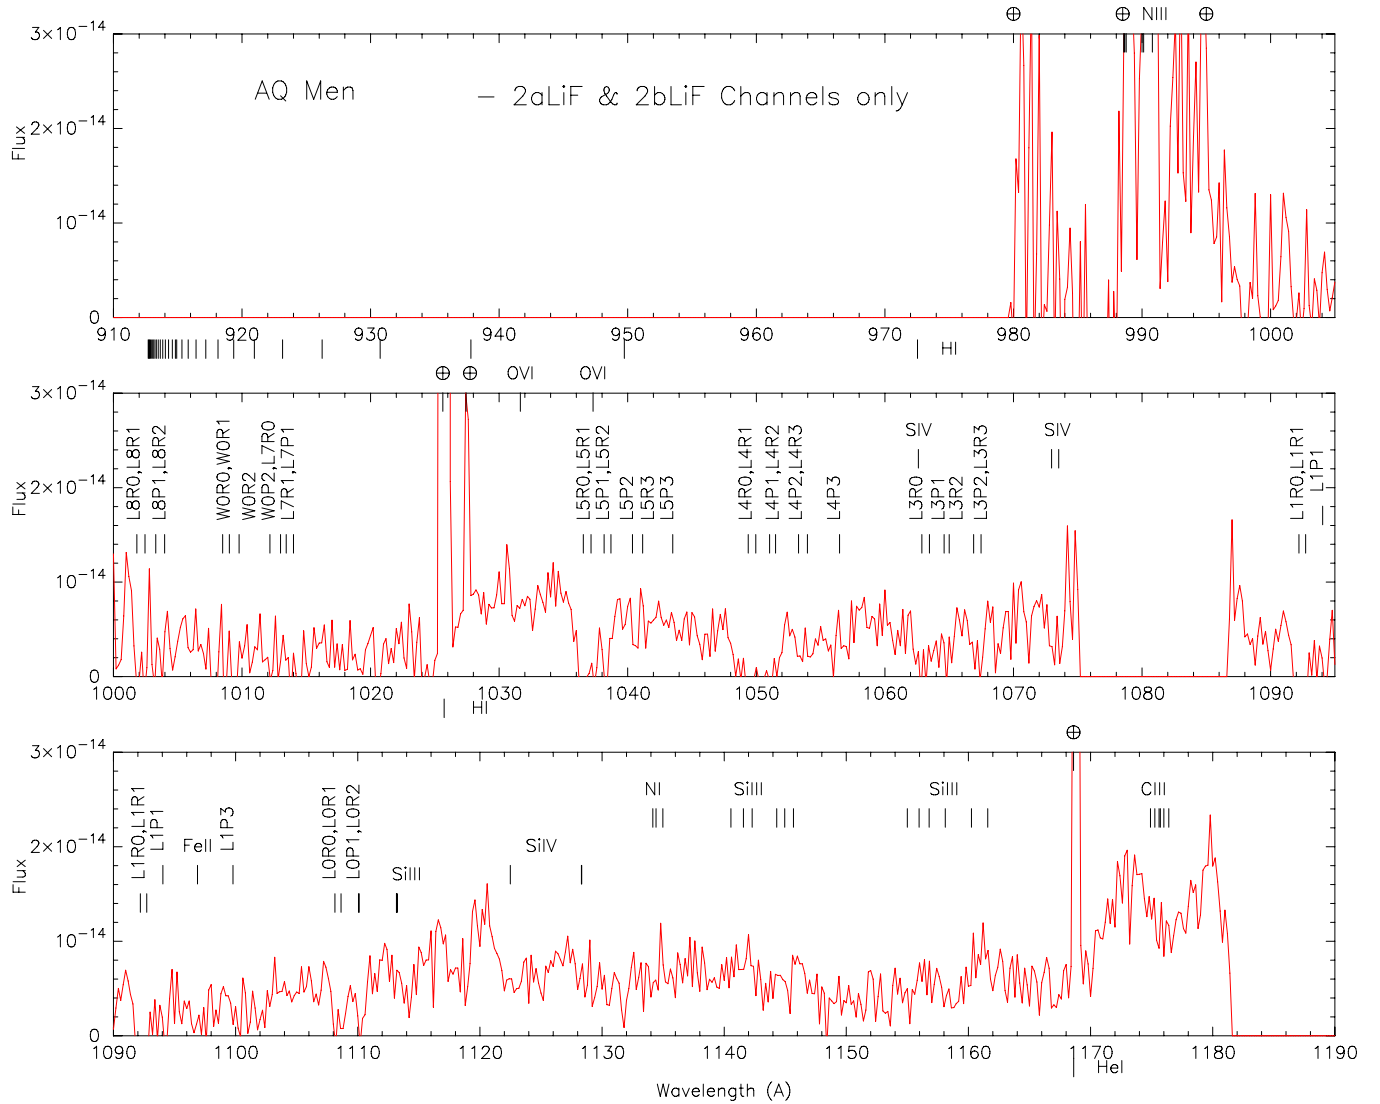 ⊕ ⊕ NIII ⊕
3×10⁻¹⁴
2×10⁻¹⁴
10⁻¹⁴
0
Flux
AQ Men — 2aLiF & 2bLiF Channels only
910 920 930 940 950 960 970 980 990 1000
HI
⊕ ⊕ OVI OVI
3×10⁻¹⁴
2×10⁻¹⁴
10⁻¹⁴
0
Flux
SIV SIV
L8R0,L8R1
L8P1,L8R2
W0R0,W0R1
W0R2
W0P2,L7R0
L7R1,L7P1
L5R0,L5R1
L5P1,L5R2
L5P2
L5R3
L5P3
L4R0,L4R1
L4P1,L4R2
L4P2,L4R3
L4P3
L3R0
L3P1
L3R2
L3P2,L3R3
L1R0,L1R1
L1P1
1000 1010 1020 1030 1040 1050 1060 1070 1080 1090
HI
⊕
3×10⁻¹⁴
2×10⁻¹⁴
10⁻¹⁴
0
Flux
L1R0,L1R1
L1P1
FeII
L1P3
L0R0,L0R1
L0P1,L0R2
SiIII
SiIV
NI SiIII SiIII CIII
1090 1100 1110 1120 1130 1140 1150 1160 1170 1180 1190
HeI
Wavelength (A)